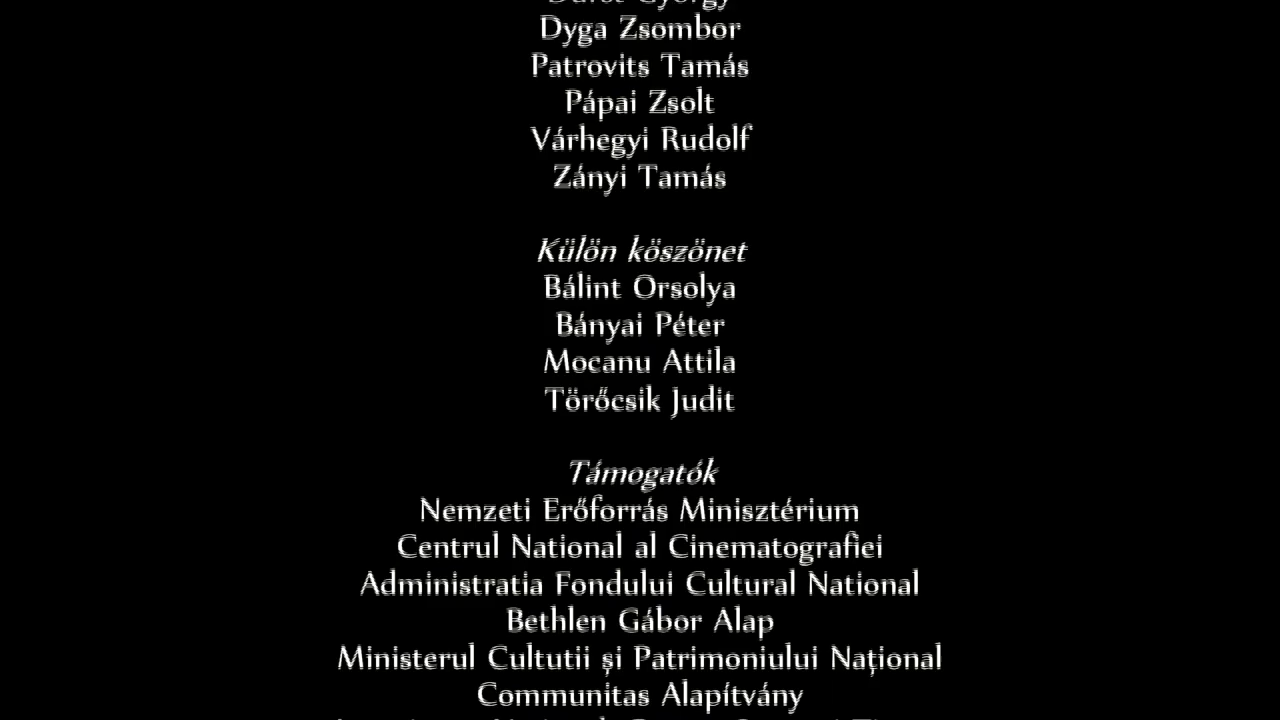 Dyga Zsombor
Patrovits Tamás
Pápai Zsolt
Várhegyi Rudolf
Zányi Tamás
Külön köszönet
Bálint Orsolya
Bányai Péter
Mocanu Attila
Törőcsik Judit
Támogatók
Nemzeti Erőforrás Minisztérium
Centrul National al Cinematografiei
Administratia Fondului Cultural National
Bethlen Gábor Alap
Ministerul Cultutii și Patrimoniului Național
Communitas Alapítvány